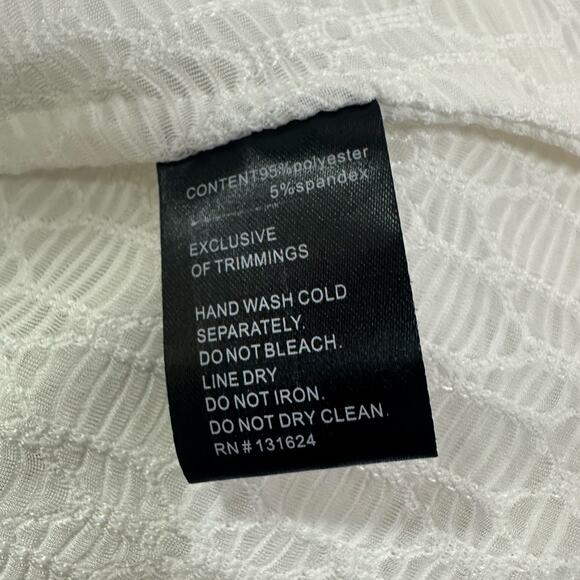 CONTENT95%polyester
5%spandex
EXCLUSIVE
OF TRIMMINGS
HAND WASH COLD
SEPARATELY.
DO NOT BLEACH.
LINE DRY
DO NOT IRON.
DO NOT DRY CLEAN.
RN#131624